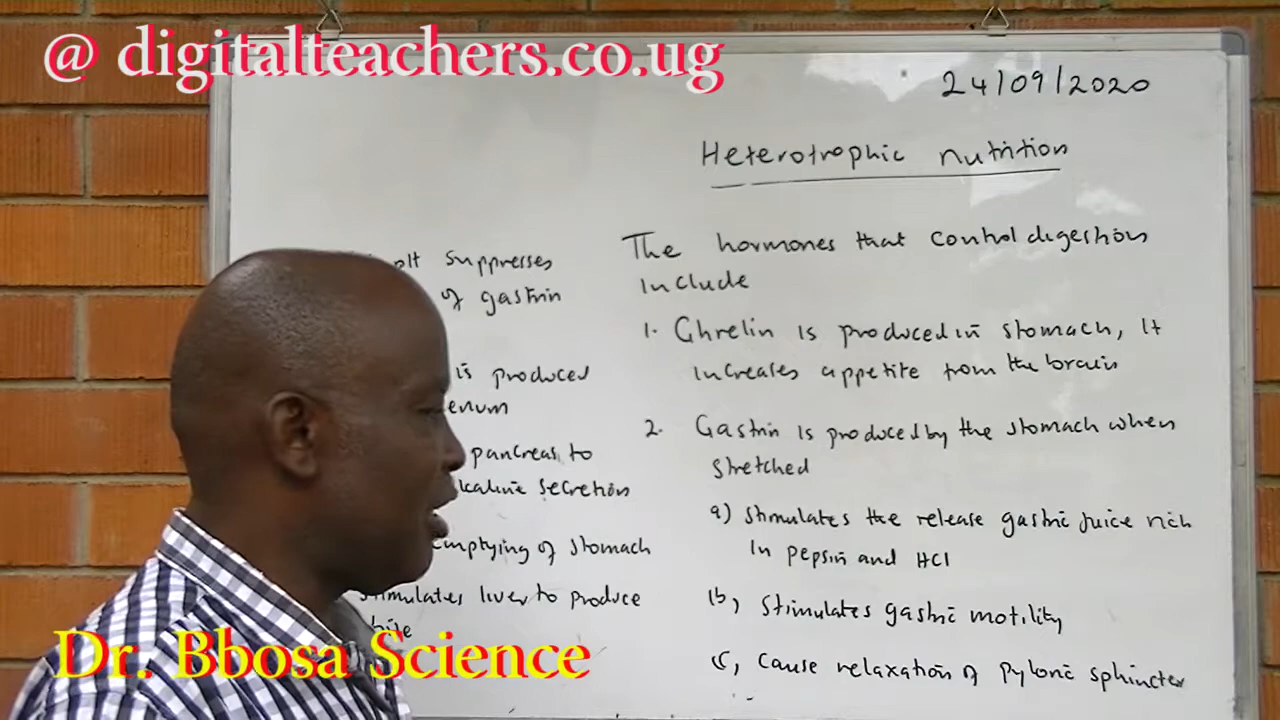 @ digitalteachers.co.ug
24/09/2020
Heterotrophic nutrition
The hormones that control digestion
include
1. Ghrelin is produced in stomach, it
increases appetite from the brain
2. Gastrin is produced by the stomach when
stretched
a) stimulates the release gastric juice rich
in pepsin and HCl
(b, stimulates gastric motility
(c, cause relaxation of pyloric sphincter
suppresses
of gastrin
is produced
enum
pancreas to
lkaline secretion
emptying of stomach
stimulates liver to produce
bile
Dr. Bbosa Science